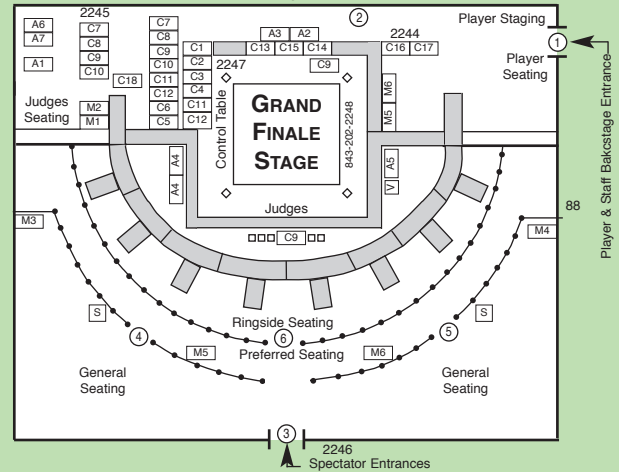 2245
A6
A7
A1
C7
C8
C9
C10
C18
C7
C8
C9
C10
C11
C12
C6
C5
C1
C2
C3
C4
C11
C12
2247
A3 A2
C13 C15 C14
C9
2
2244
C16 C17
Player Staging
1
Player
Seating
Player & Staff Bakcstage Entrance
Judges
Seating
M2
M1
Control Table
GRAND
FINALE
STAGE
843-202-2248
M6
M5
A4
A4
A5
V
Judges
C9
88
M3
M4
S
S
Ringside Seating
4
6
5
Preferred Seating
M5
M6
General
Seating
General
Seating
3
2246
Spectator Entrances